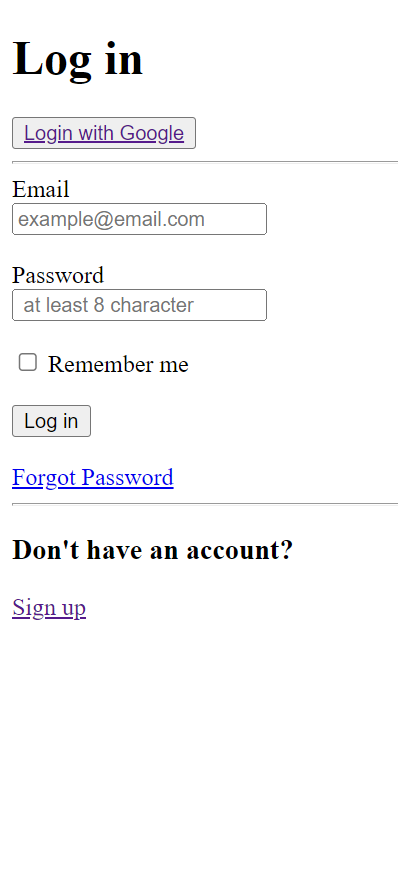 Log in
Login with Google
Email
example@email.com
Password
at least 8 character
Remember me
Log in
Forgot Password
Don't have an account?
Sign up